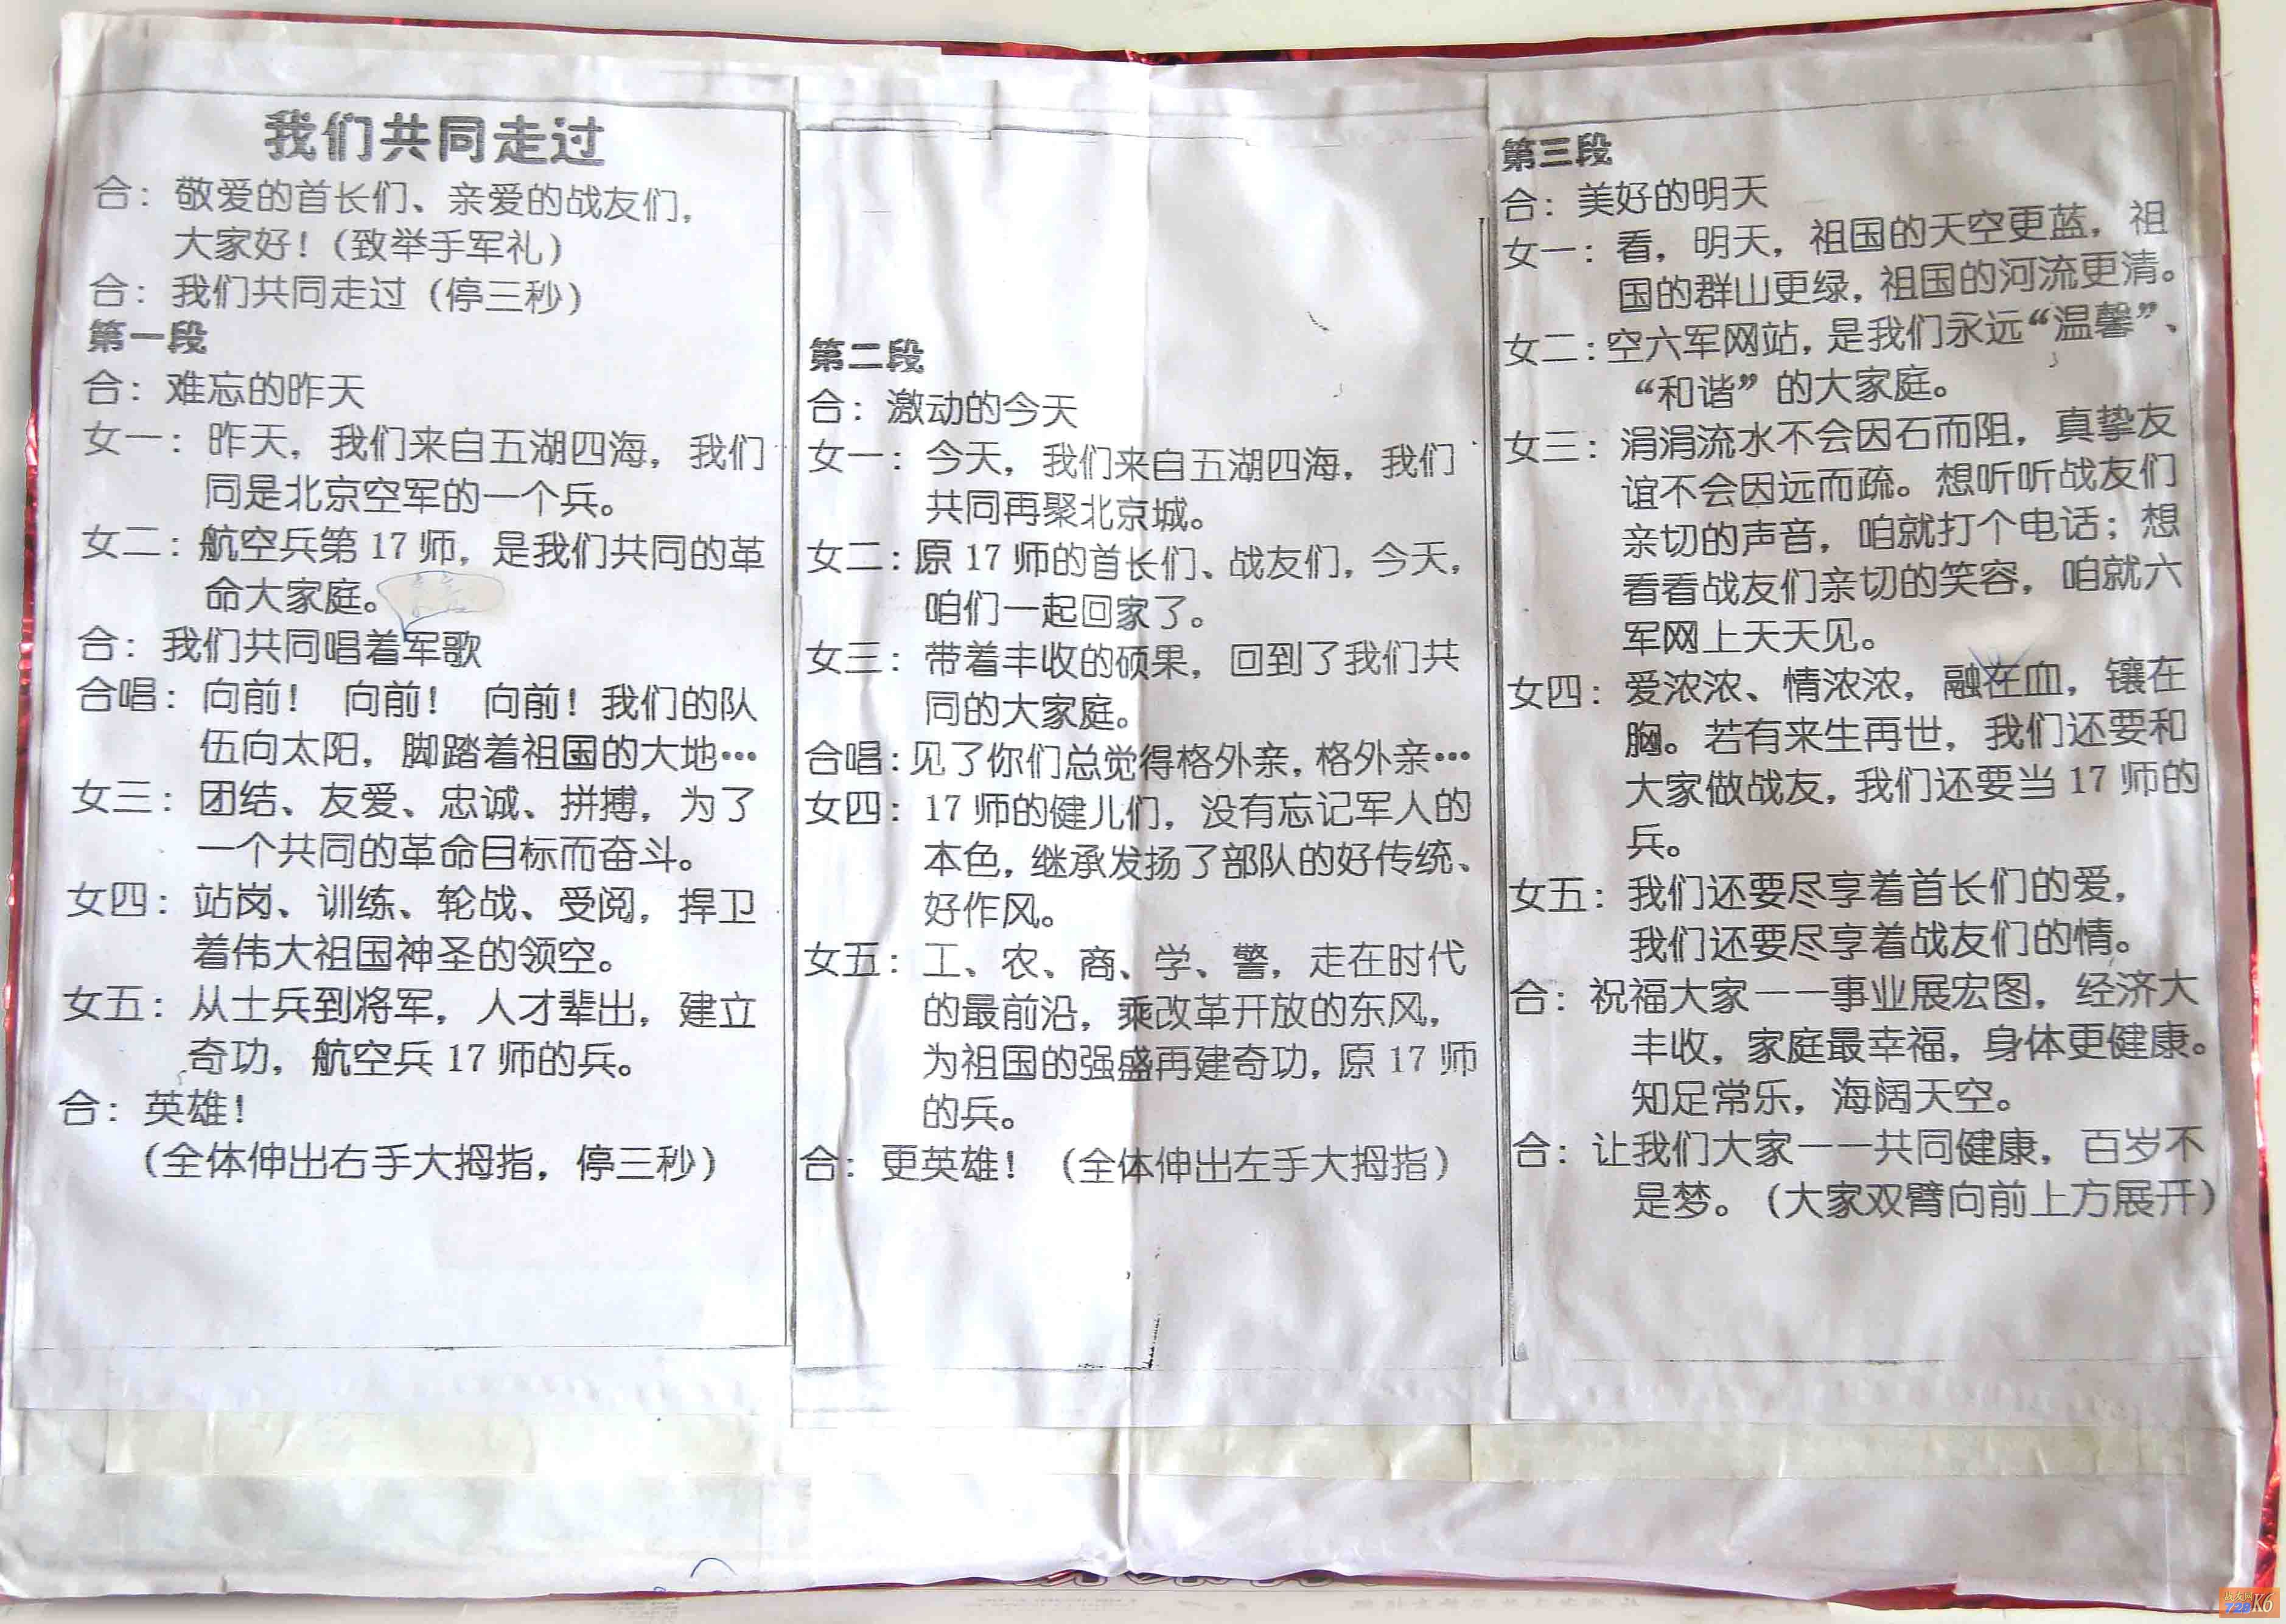 我们共同走过
合：敬爱的首长们、亲爱的战友们，
大家好！（致举手军礼）
合：我们共同走过（停三秒）
第一段
合：难忘的昨天
女一：昨天，我们来自五湖四海，我们
同是北京空军的一个兵。
女二：航空兵第17师，是我们共同的革
命大家庭。
合：我们共同唱着军歌
合唱：向前！ 向前！ 向前！我们的队
伍向太阳，脚踏着祖国的大地…
女三：团结、友爱、忠诚、拼搏，为了
一个共同的革命目标而奋斗。
女四：站岗、训练、轮战、受阅，捍卫
着伟大祖国神圣的领空。
女五：从士兵到将军，人才辈出，建立
奇功，航空兵17师的兵。
合：英雄！
（全体伸出右手大拇指，停三秒）
第二段
合：激动的今天
女一：今天，我们来自五湖四海，我们
共同再聚北京城。
女二：原17师的首长们、战友们，今天，
咱们一起回家了。
女三：带着丰收的硕果，回到了我们共
同的大家庭。
合唱：见了你们总觉得格外亲，格外亲…
女四：17师的健儿们，没有忘记军人的
本色，继承发扬了部队的好传统、
好作风。
女五：工、农、商、学、警，走在时代
的最前沿，乘改革开放的东风，
为祖国的强盛再建奇功，原17师
的兵。
合：更英雄！（全体伸出左手大拇指）
第三段
合：美好的明天
女一：看，明天，祖国的天空更蓝，祖
国的群山更绿，祖国的河流更清。
女二：空六军网站，是我们永远“温馨”、
“和谐”的大家庭。
女三：涓涓流水不会因石而阻，真挚友
谊不会因远而疏。想听听战友们
亲切的声音，咱就打个电话；想
看看战友们亲切的笑容，咱就六
军网上天天见。
女四：爱浓浓、情浓浓，融在血，镶在
胸。若有来生再世，我们还要和
大家做战友，我们还要当17师的
兵。
女五：我们还要尽享着首长们的爱，
我们还要尽享着战友们的情。
合：祝福大家——事业展宏图，经济大
丰收，家庭最幸福，身体更健康。
知足常乐，海阔天空。
合：让我们大家——共同健康，百岁不
是梦。（大家双臂向前上方展开）
728K6